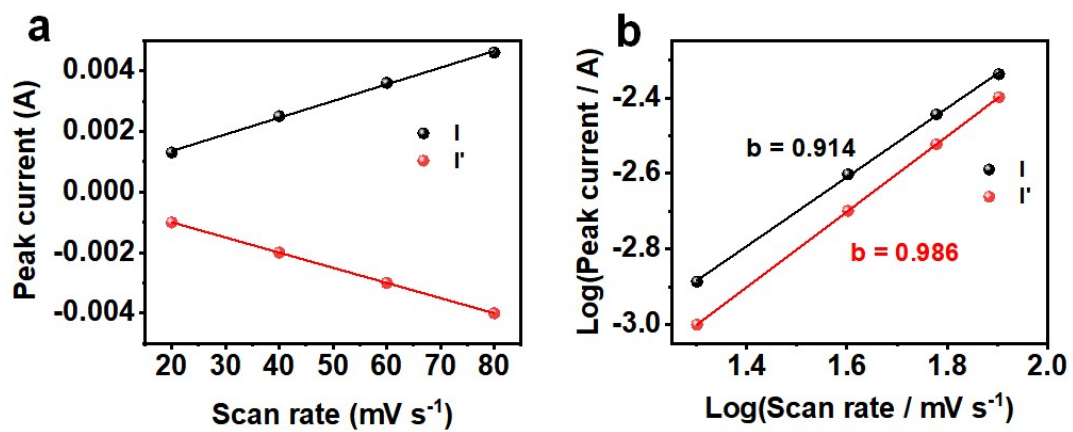 a
Peak current (A)
0.004
0.002
0.000
-0.002
-0.004
I
I'
20 30 40 50 60 70 80
Scan rate (mV s⁻¹)
b
Log(Peak current / A)
-2.4
-2.6
-2.8
-3.0
b = 0.914
b = 0.986
I
I'
1.4 1.6 1.8 2.0
Log(Scan rate / mV s⁻¹)